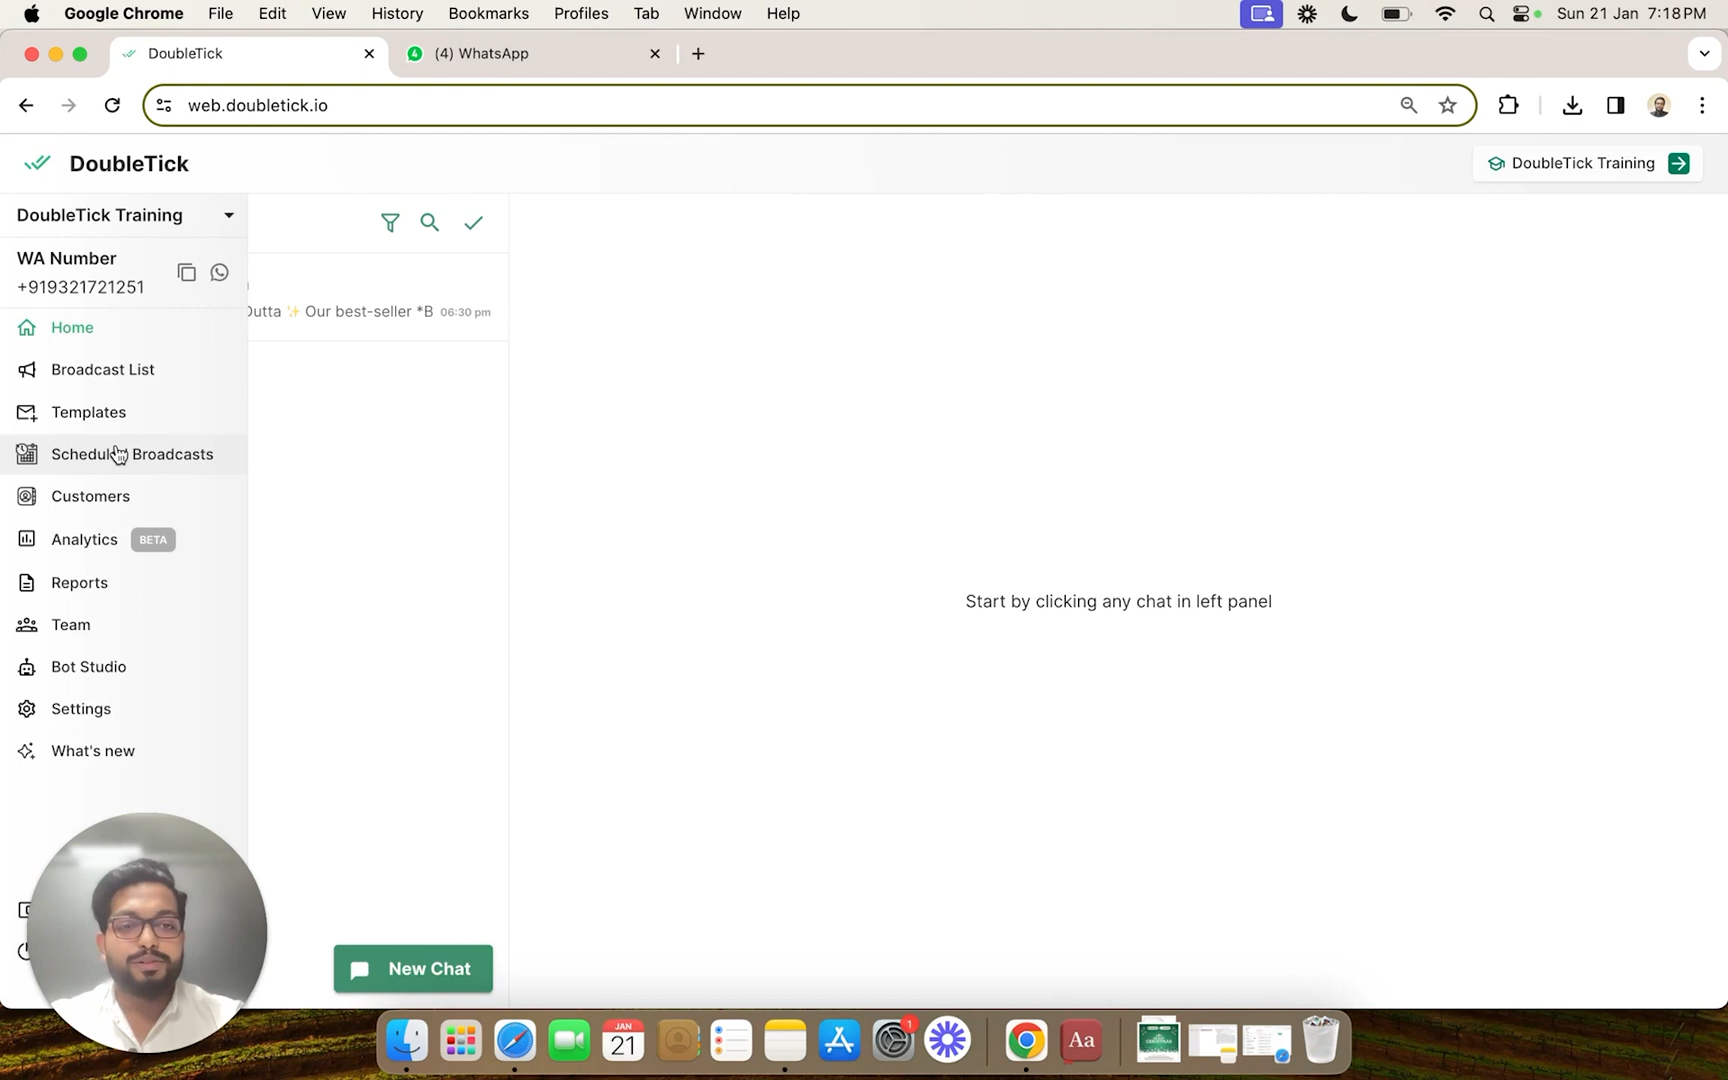 Google Chrome File Edit View History Bookmarks Profiles Tab Window Help Sun 21 Jan 7:18 PM
DoubleTick (4) WhatsApp
web.doubletick.io
DoubleTick DoubleTick Training
DoubleTick Training
WA Number
+919321721251
Home
Outta ✨ Our best-seller *B 06:30 pm
Broadcast List
Templates
Broadcasts
Customers
Analytics BETA
Reports
Start by clicking any chat in left panel
Team
Bot Studio
Settings
What's new
New Chat
JAN
21
1
Aa